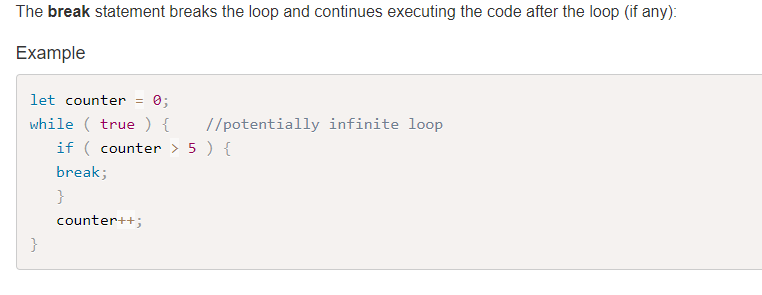 The break statement breaks the loop and continues executing the code after the loop (if any):
Example
let counter = 0;
while ( true ) {    //potentially infinite loop
   if ( counter > 5 ) {
   break;
   }
   counter++;
}